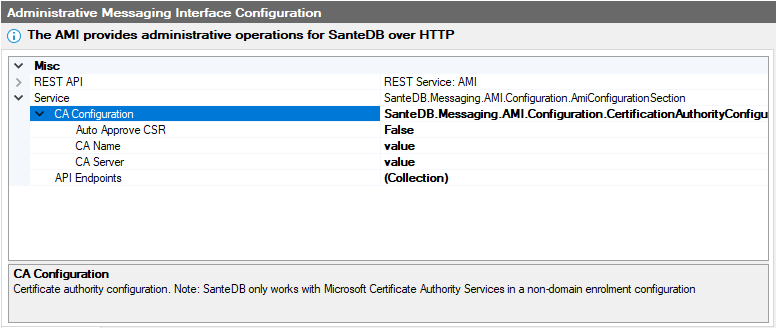 Administrative Messaging Interface Configuration
The AMI provides administrative operations for SanteDB over HTTP
Misc
REST API REST Service: AMI
Service SanteDB.Messaging.AMI.Configuration.AmiConfigurationSection
CA Configuration SanteDB.Messaging.AMI.Configuration.CertificationAuthorityConfigu
Auto Approve CSR False
CA Name value
CA Server value
API Endpoints (Collection)
CA Configuration
Certificate authority configuration. Note: SanteDB only works with Microsoft Certificate Authority Services in a non-domain enrolment configuration